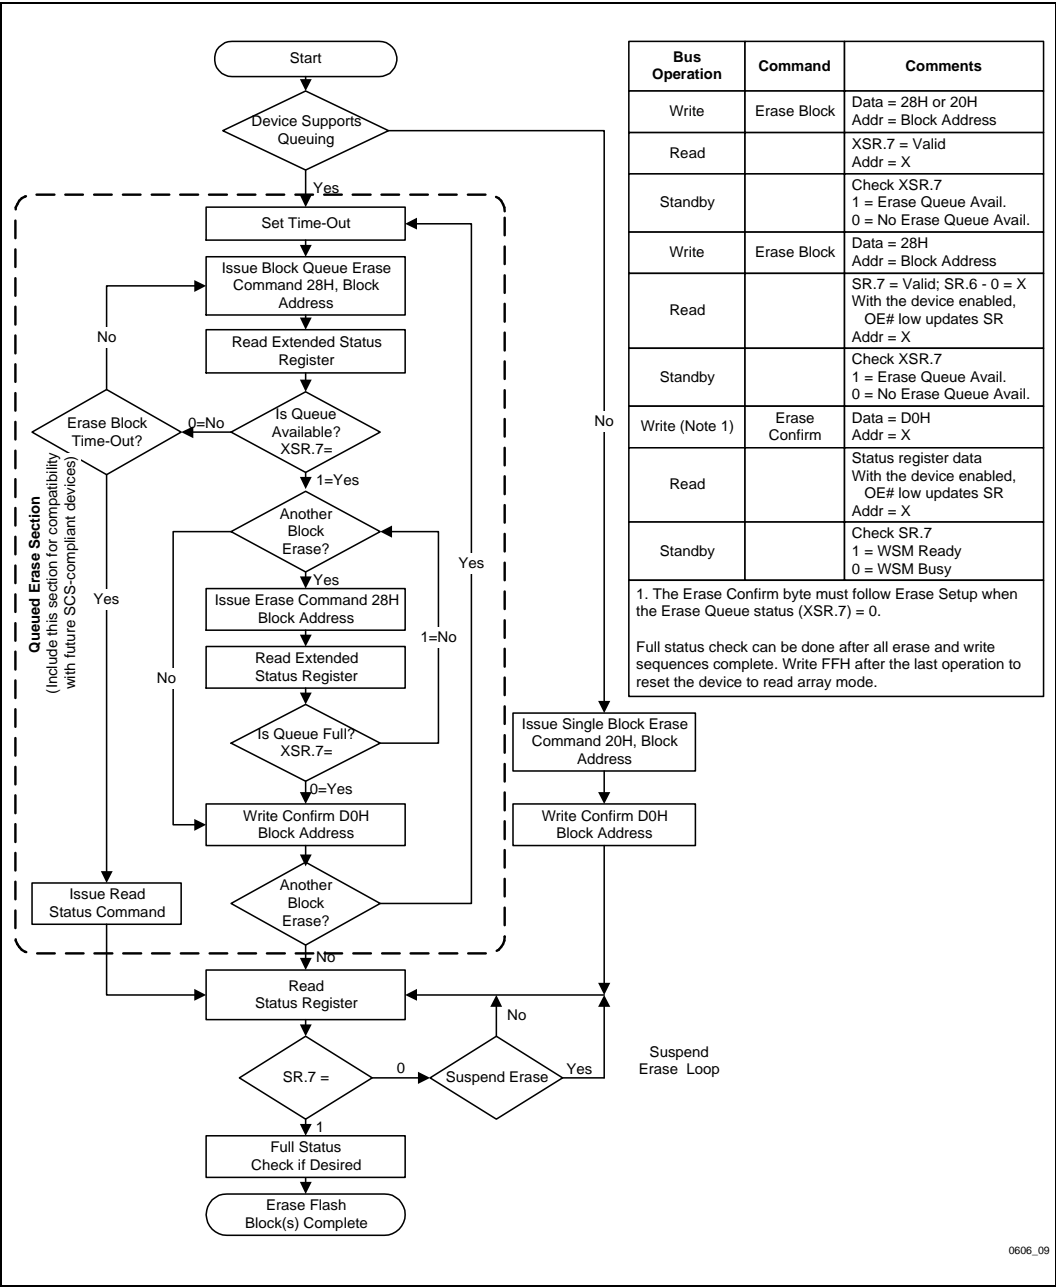 Start
Device Supports
Queuing
Yes
Set Time-Out
Issue Block Queue Erase
Command 28H, Block
Address
No
Read Extended Status
Register
Erase Block
Time-Out?
0=No
Is Queue
Available?
XSR.7=
1=Yes
Another
Block
Erase?
Yes
Issue Erase Command 28H
Block Address
1=No
Read Extended
Status Register
No
Is Queue Full?
XSR.7=
0=Yes
Write Confirm D0H
Block Address
Yes
Another
Block
Erase?
Yes
Issue Read
Status Command
Queued Erase Section
(Include this section for compatibility
with future SCS-compliant devices)
No
No
Issue Single Block Erase
Command 20H, Block
Address
Write Confirm D0H
Block Address
Read
Status Register
No
SR.7 =
0
Suspend Erase
Yes
Suspend
Erase Loop
1
Full Status
Check if Desired
Erase Flash
Block(s) Complete
Bus
Operation
Command
Comments
Write
Erase Block
Data = 28H or 20H
Addr = Block Address
Read
XSR.7 = Valid
Addr = X
Standby
Check XSR.7
1 = Erase Queue Avail.
0 = No Erase Queue Avail.
Write
Erase Block
Data = 28H
Addr = Block Address
Read
SR.7 = Valid; SR.6 - 0 = X
With the device enabled,
OE# low updates SR
Addr = X
Standby
Check XSR.7
1 = Erase Queue Avail.
0 = No Erase Queue Avail.
Write (Note 1)
Erase
Confirm
Data = D0H
Addr = X
Read
Status register data
With the device enabled,
OE# low updates SR
Addr = X
Standby
Check SR.7
1 = WSM Ready
0 = WSM Busy
1. The Erase Confirm byte must follow Erase Setup when
the Erase Queue status (XSR.7) = 0.
Full status check can be done after all erase and write
sequences complete. Write FFH after the last operation to
reset the device to read array mode.
0606_09